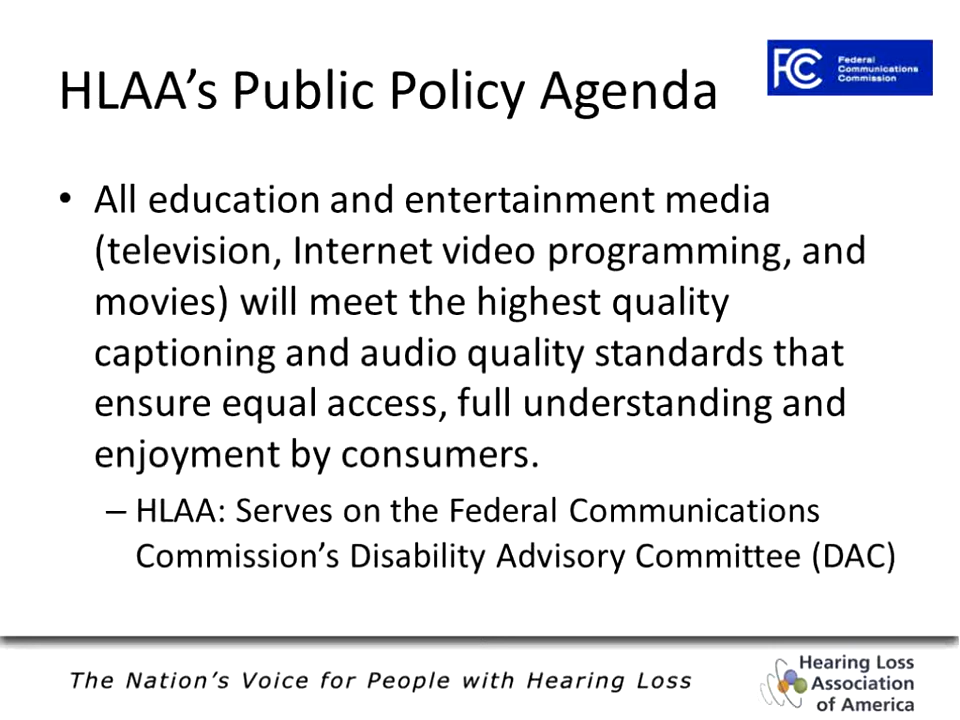 HLAA’s Public Policy Agenda
FCC Federal
Communications
Commission
• All education and entertainment media
(television, Internet video programming, and
movies) will meet the highest quality
captioning and audio quality standards that
ensure equal access, full understanding and
enjoyment by consumers.
– HLAA: Serves on the Federal Communications
Commission’s Disability Advisory Committee (DAC)
The Nation’s Voice for People with Hearing Loss
Hearing Loss
Association
of America